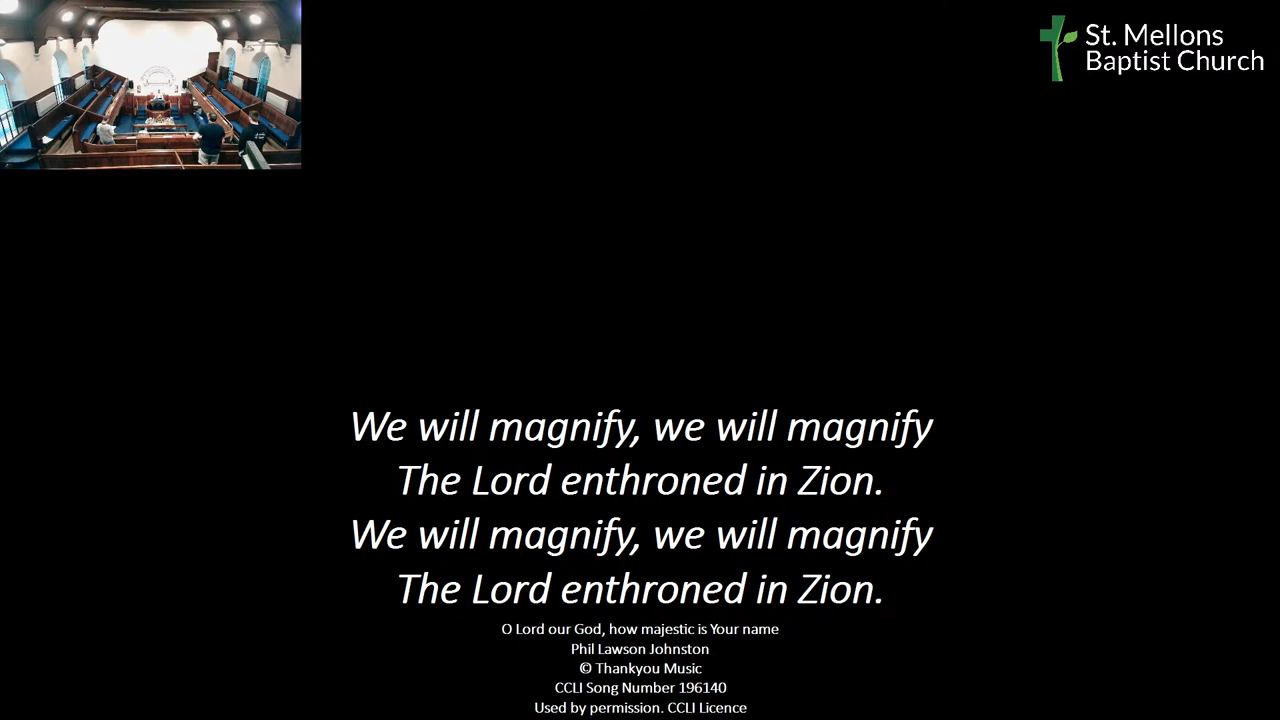 St. Mellons
Baptist Church
We will magnify, we will magnify
The Lord enthroned in Zion.
We will magnify, we will magnify
The Lord enthroned in Zion.
O Lord our God, how majestic is Your name
Phil Lawson Johnston
© Thankyou Music
CCLI Song Number 196140
Used by permission. CCLI Licence